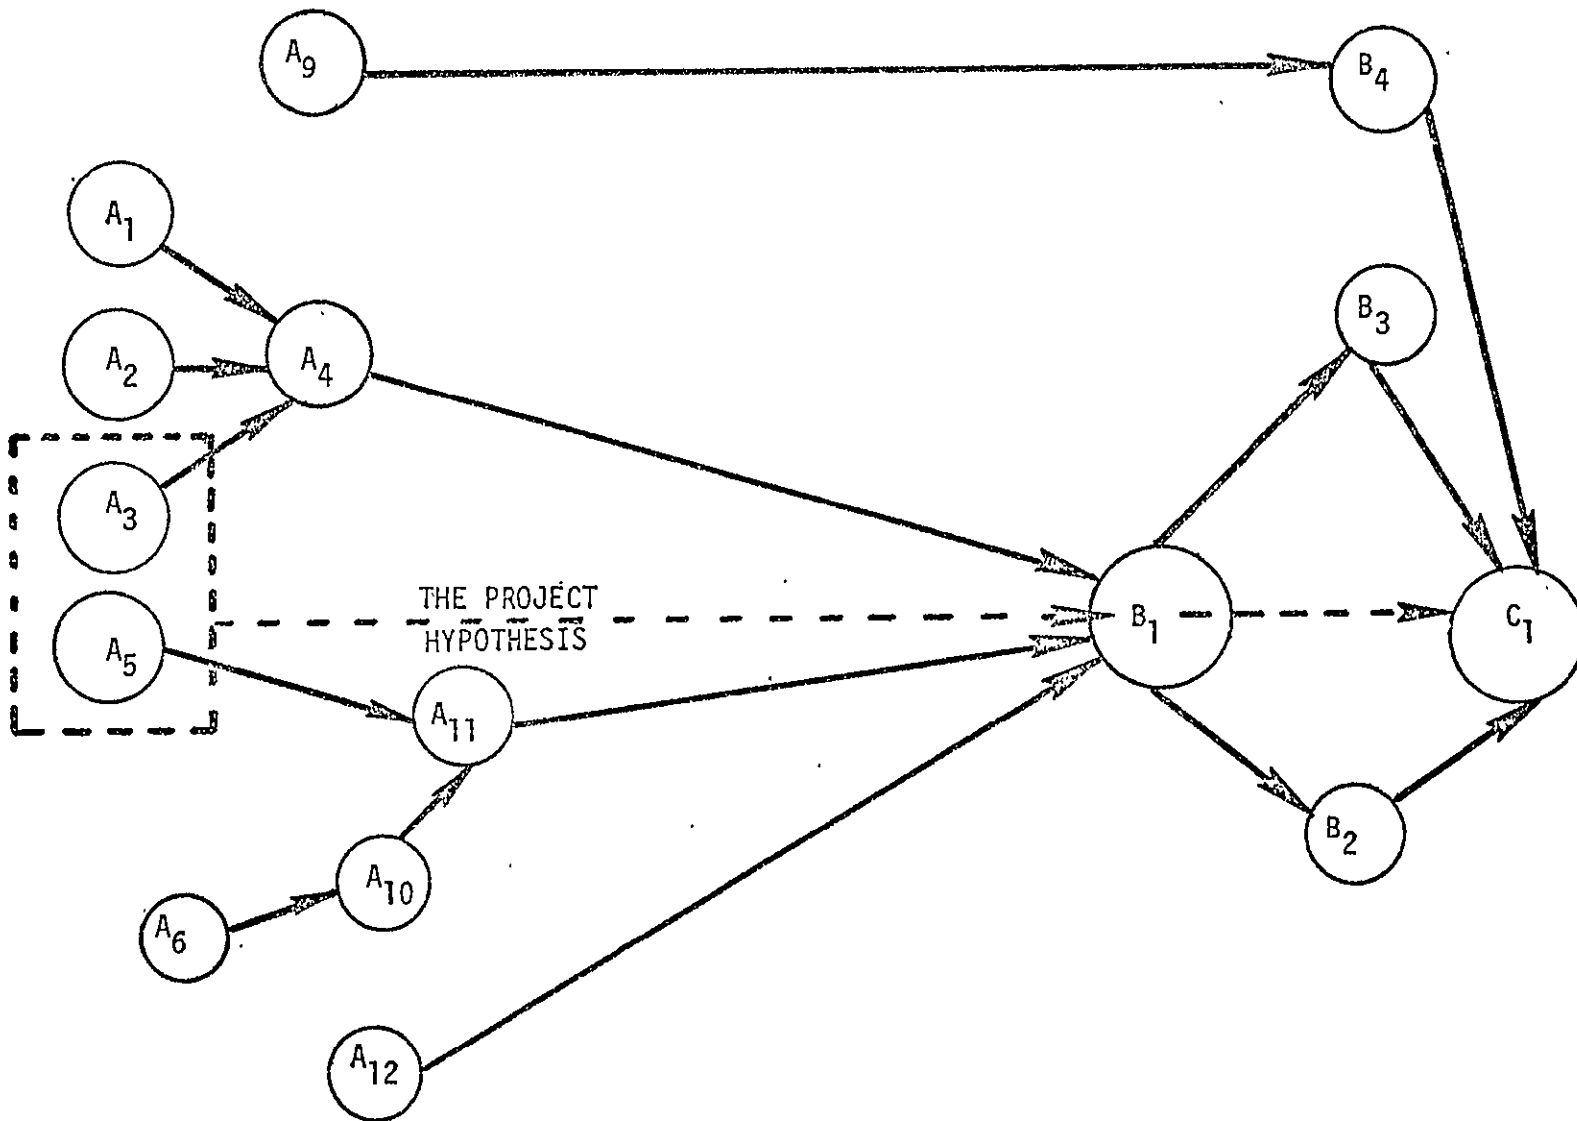 A9
B4
A1
A2
A4
B3
A3
THE PROJECT
HYPOTHESIS
B1
C1
A5
A11
B2
A10
A6
A12